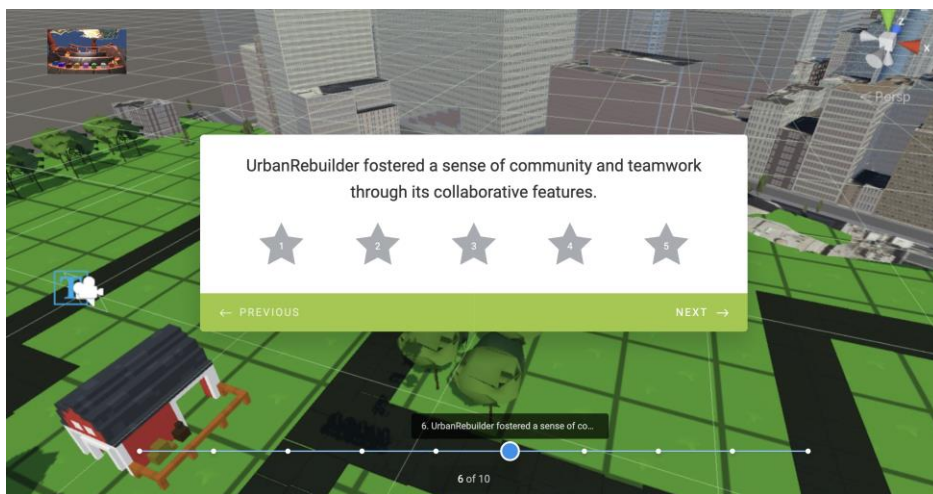 z
x
< Persp
UrbanRebuilder fostered a sense of community and teamwork
through its collaborative features.
1 2 3 4 5
T
← PREVIOUS NEXT →
6. UrbanRebuilder fostered a sense of co...
6 of 10